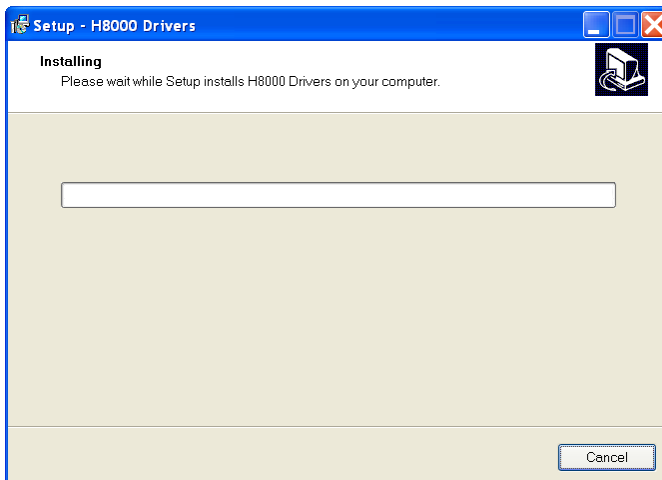 Setup - H8000 Drivers
Installing
Please wait while Setup installs H8000 Drivers on your computer.
Cancel